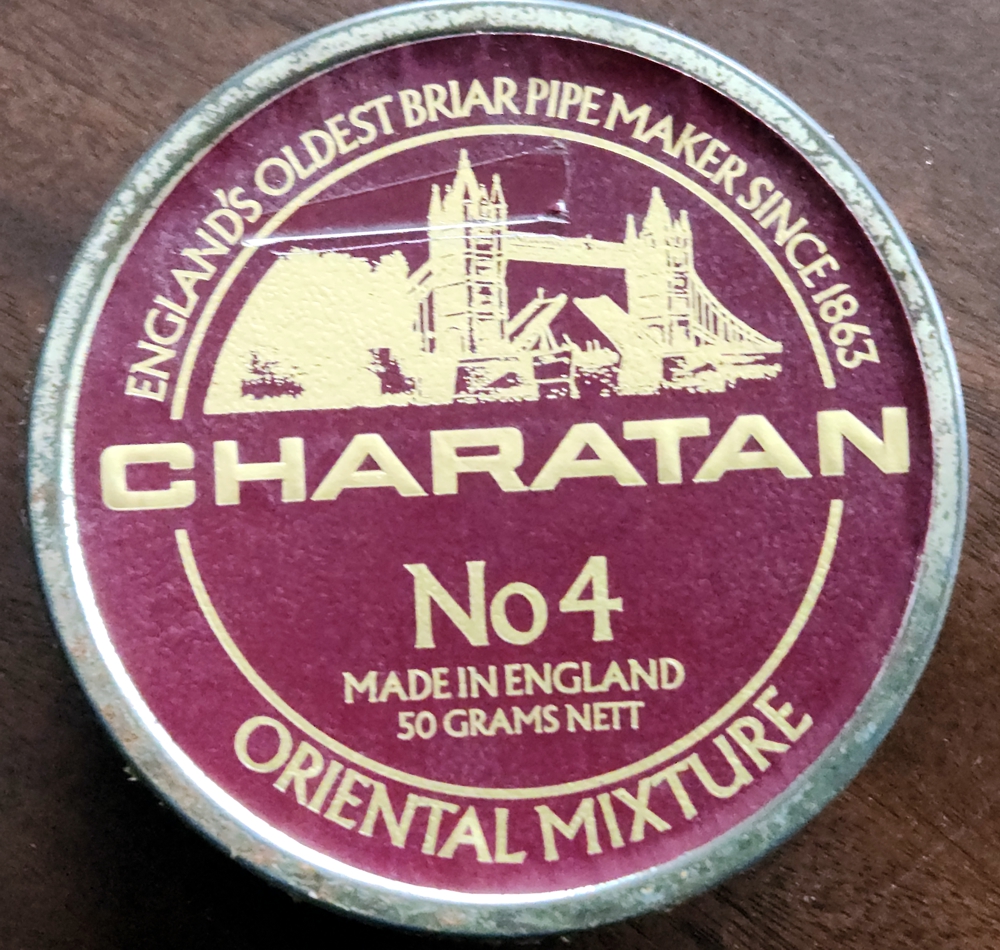 ENGLAND'S OLDEST BRIAR PIPE MAKER SINCE 1863
CHARATAN
No 4
MADE IN ENGLAND
50 GRAMS NETT
ORIENTAL MIXTURE